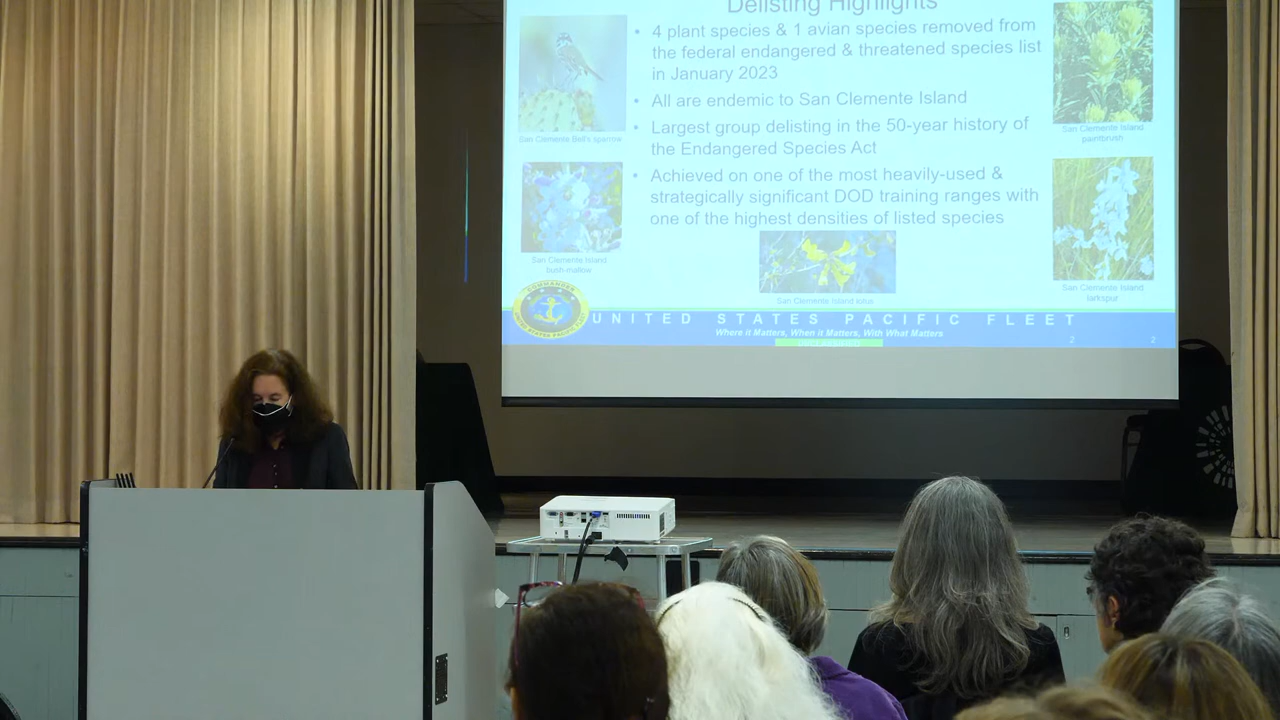 Delisting Highlights
• 4 plant species & 1 avian species removed from
the federal endangered & threatened species list
in January 2023
• All are endemic to San Clemente Island
• Largest group delisting in the 50-year history of
the Endangered Species Act
• Achieved on one of the most heavily-used &
strategically significant DOD training ranges with
one of the highest densities of listed species
San Clemente Bell's sparrow
San Clemente Island
bush-mallow
San Clemente Island lotus
San Clemente Island
paintbrush
San Clemente Island
larkspur
COMMANDER
UNITED STATES PACIFIC FLEET
Where it Matters, When it Matters, With What Matters
2
2